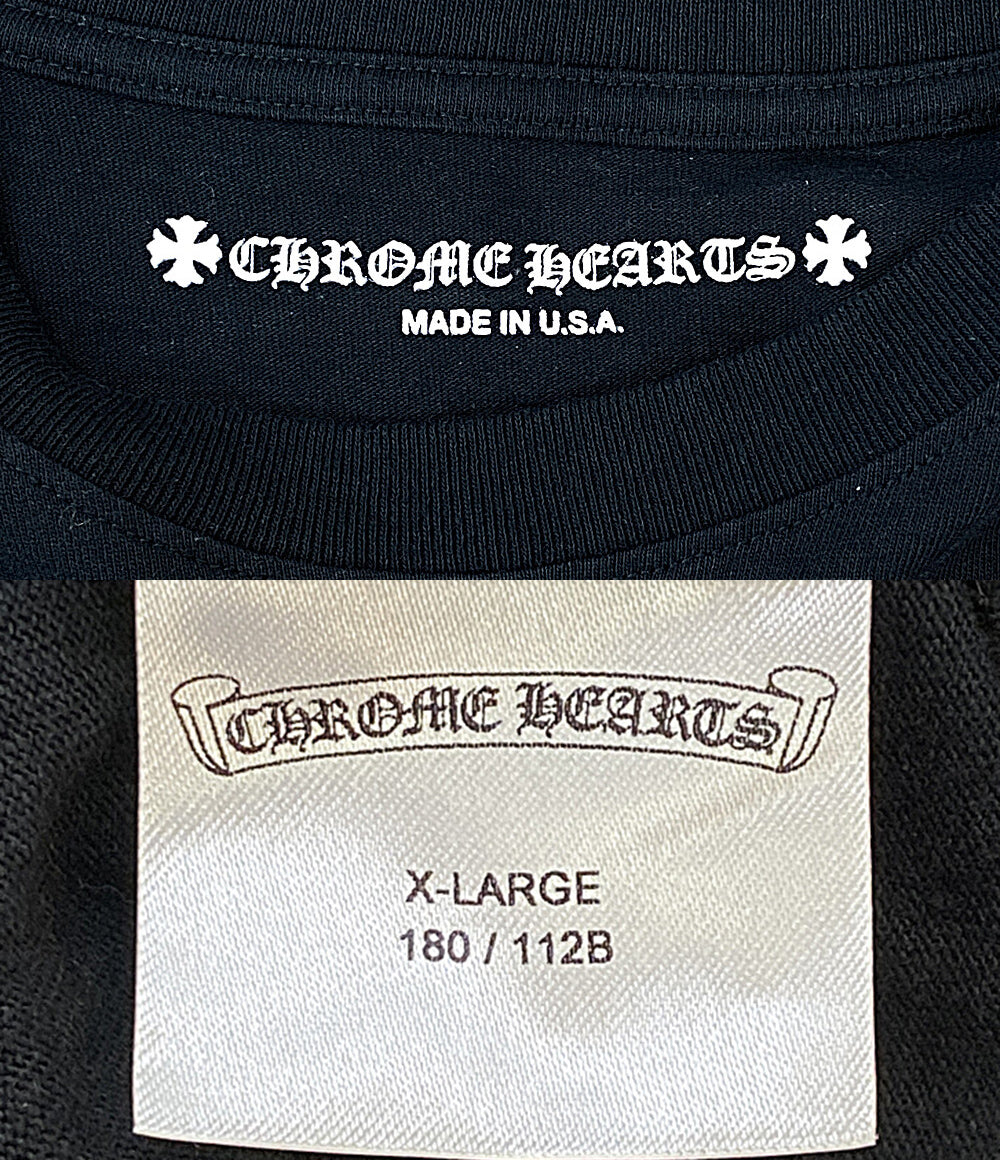 CHROME HEARTS
MADE IN U.S.A.
CHROME HEARTS
X-LARGE
180 / 112B